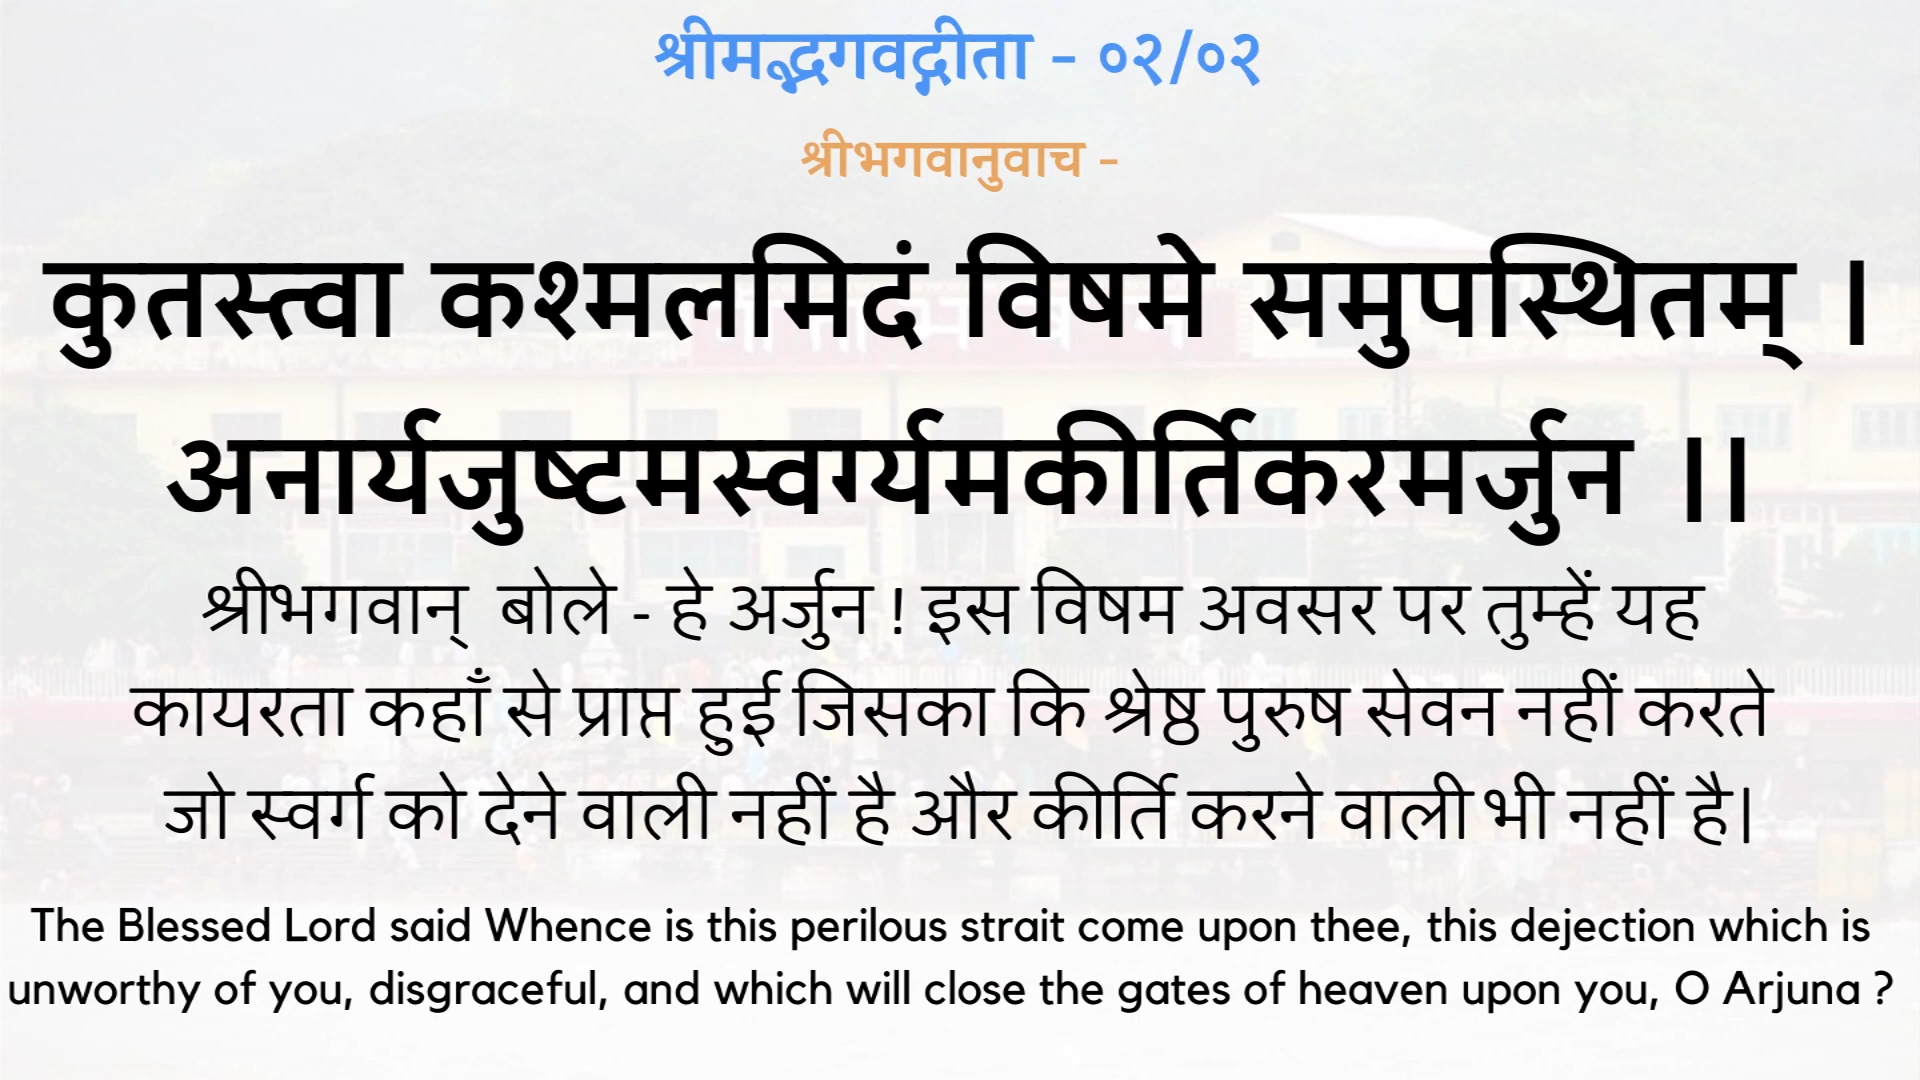 श्रीमद्भगवद्गीता - ०२/०२
श्रीभगवानुवाच -
कुतस्त्वा कश्मलमिदं विषमे समुपस्थितम् ।
अनार्यजुष्टमस्वर्ग्यमकीर्तिकरमर्जुन ।।
श्रीभगवान् बोले - हे अर्जुन ! इस विषम अवसर पर तुम्हें यह
कायरता कहाँ से प्राप्त हुई जिसका कि श्रेष्ठ पुरुष सेवन नहीं करते
जो स्वर्ग को देने वाली नहीं है और कीर्ति करने वाली भी नहीं है|
The Blessed Lord said Whence is this perilous strait come upon thee, this dejection which is
unworthy of you, disgraceful, and which will close the gates of heaven upon you, O Arjuna ?